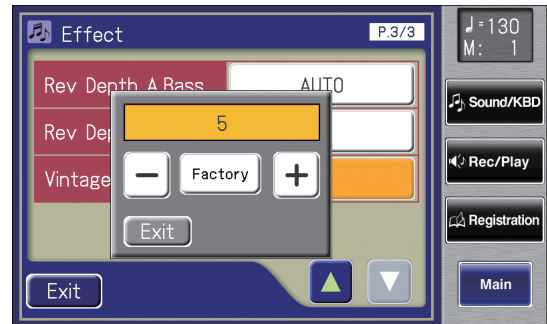 Effect
P.3/3
Rev Depth A.Bass
AUTO
Rev Dep
Vintage
5
−
Factory
+
Exit
Exit
♩=130
M: 1
Sound/KBD
Rec/Play
Registration
Main